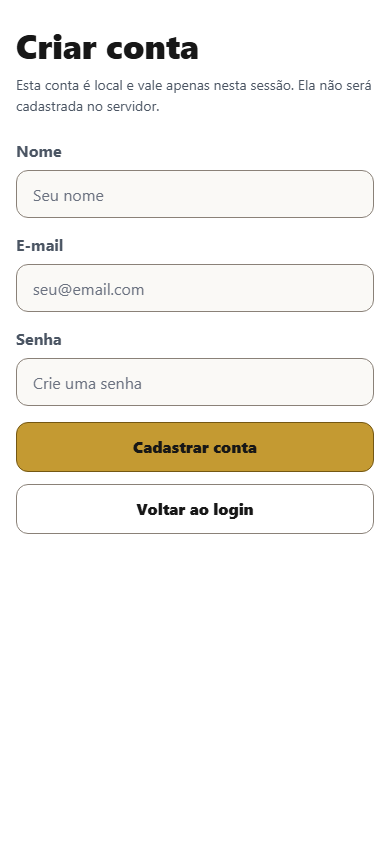 Criar conta
Esta conta é local e vale apenas nesta sessão. Ela não será
cadastrada no servidor.
Nome
Seu nome
E-mail
seu@email.com
Senha
Crie uma senha
Cadastrar conta
Voltar ao login